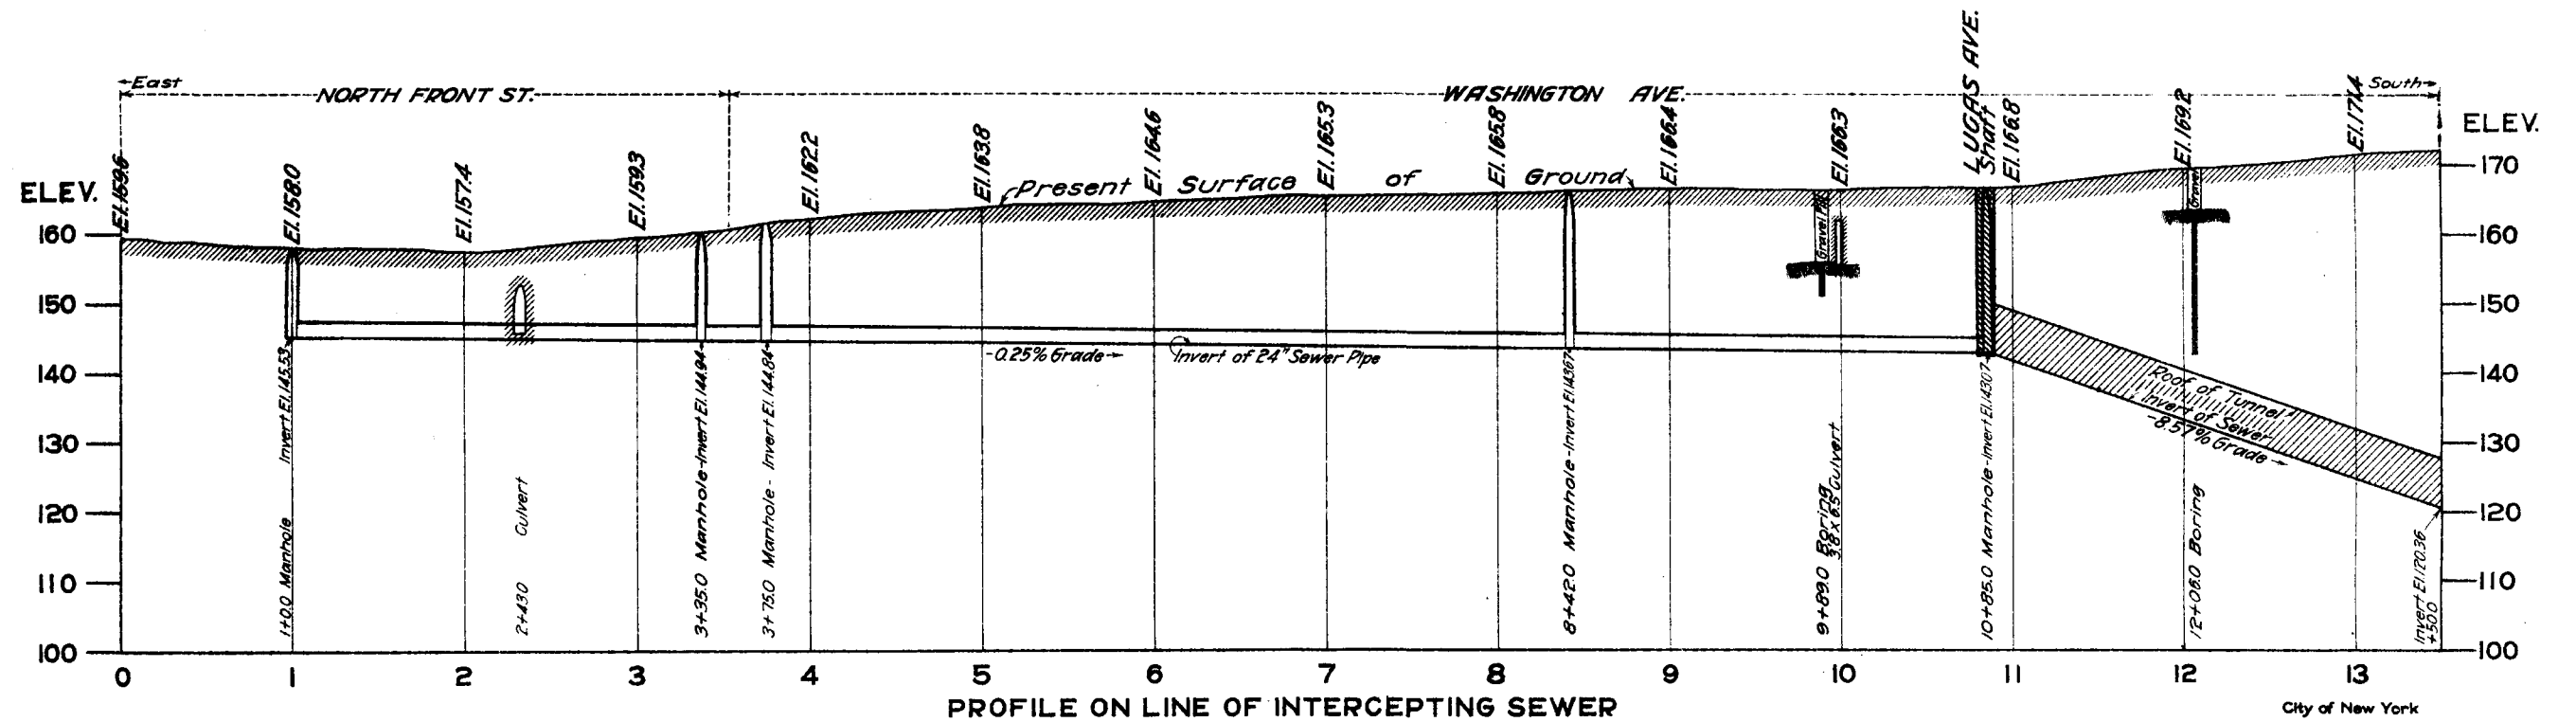 LUCAS AVE.
Shaft
East
NORTH FRONT ST.
WASHINGTON AVE.
South
ELEV.
ELEV.
El.159.6
El.158.0
El.157.4
El.159.3
El.162.2
El.163.8
El.164.6
El.165.3
El.165.8
El.166.4
El.166.3
El.166.8
El.169.2
El.171.4
Present Surface of Ground
Gravel Fill
Gravel
170
160 160
150 150
140 140
130 130
120 120
110 110
100 100
-0.25% Grade
Invert of 24" Sewer Pipe
Roof of Tunnel
Invert of Sewer
-8.57% Grade
1+0.0 Manhole Invert El.145.53
2+43.0 Culvert
3+35.0 Manhole-Invert El.144.94
3+75.0 Manhole-Invert El.144.84
8+42.0 Manhole-Invert El.143.67
9+89.0 Boring
3.8 x 6.5 Culvert
10+85.0 Manhole-Invert El.143.07
12+06.0 Boring
Invert El.120.36
+50.0
0 1 2 3 4 5 6 7 8 9 10 11 12 13
PROFILE ON LINE OF INTERCEPTING SEWER
City of New York